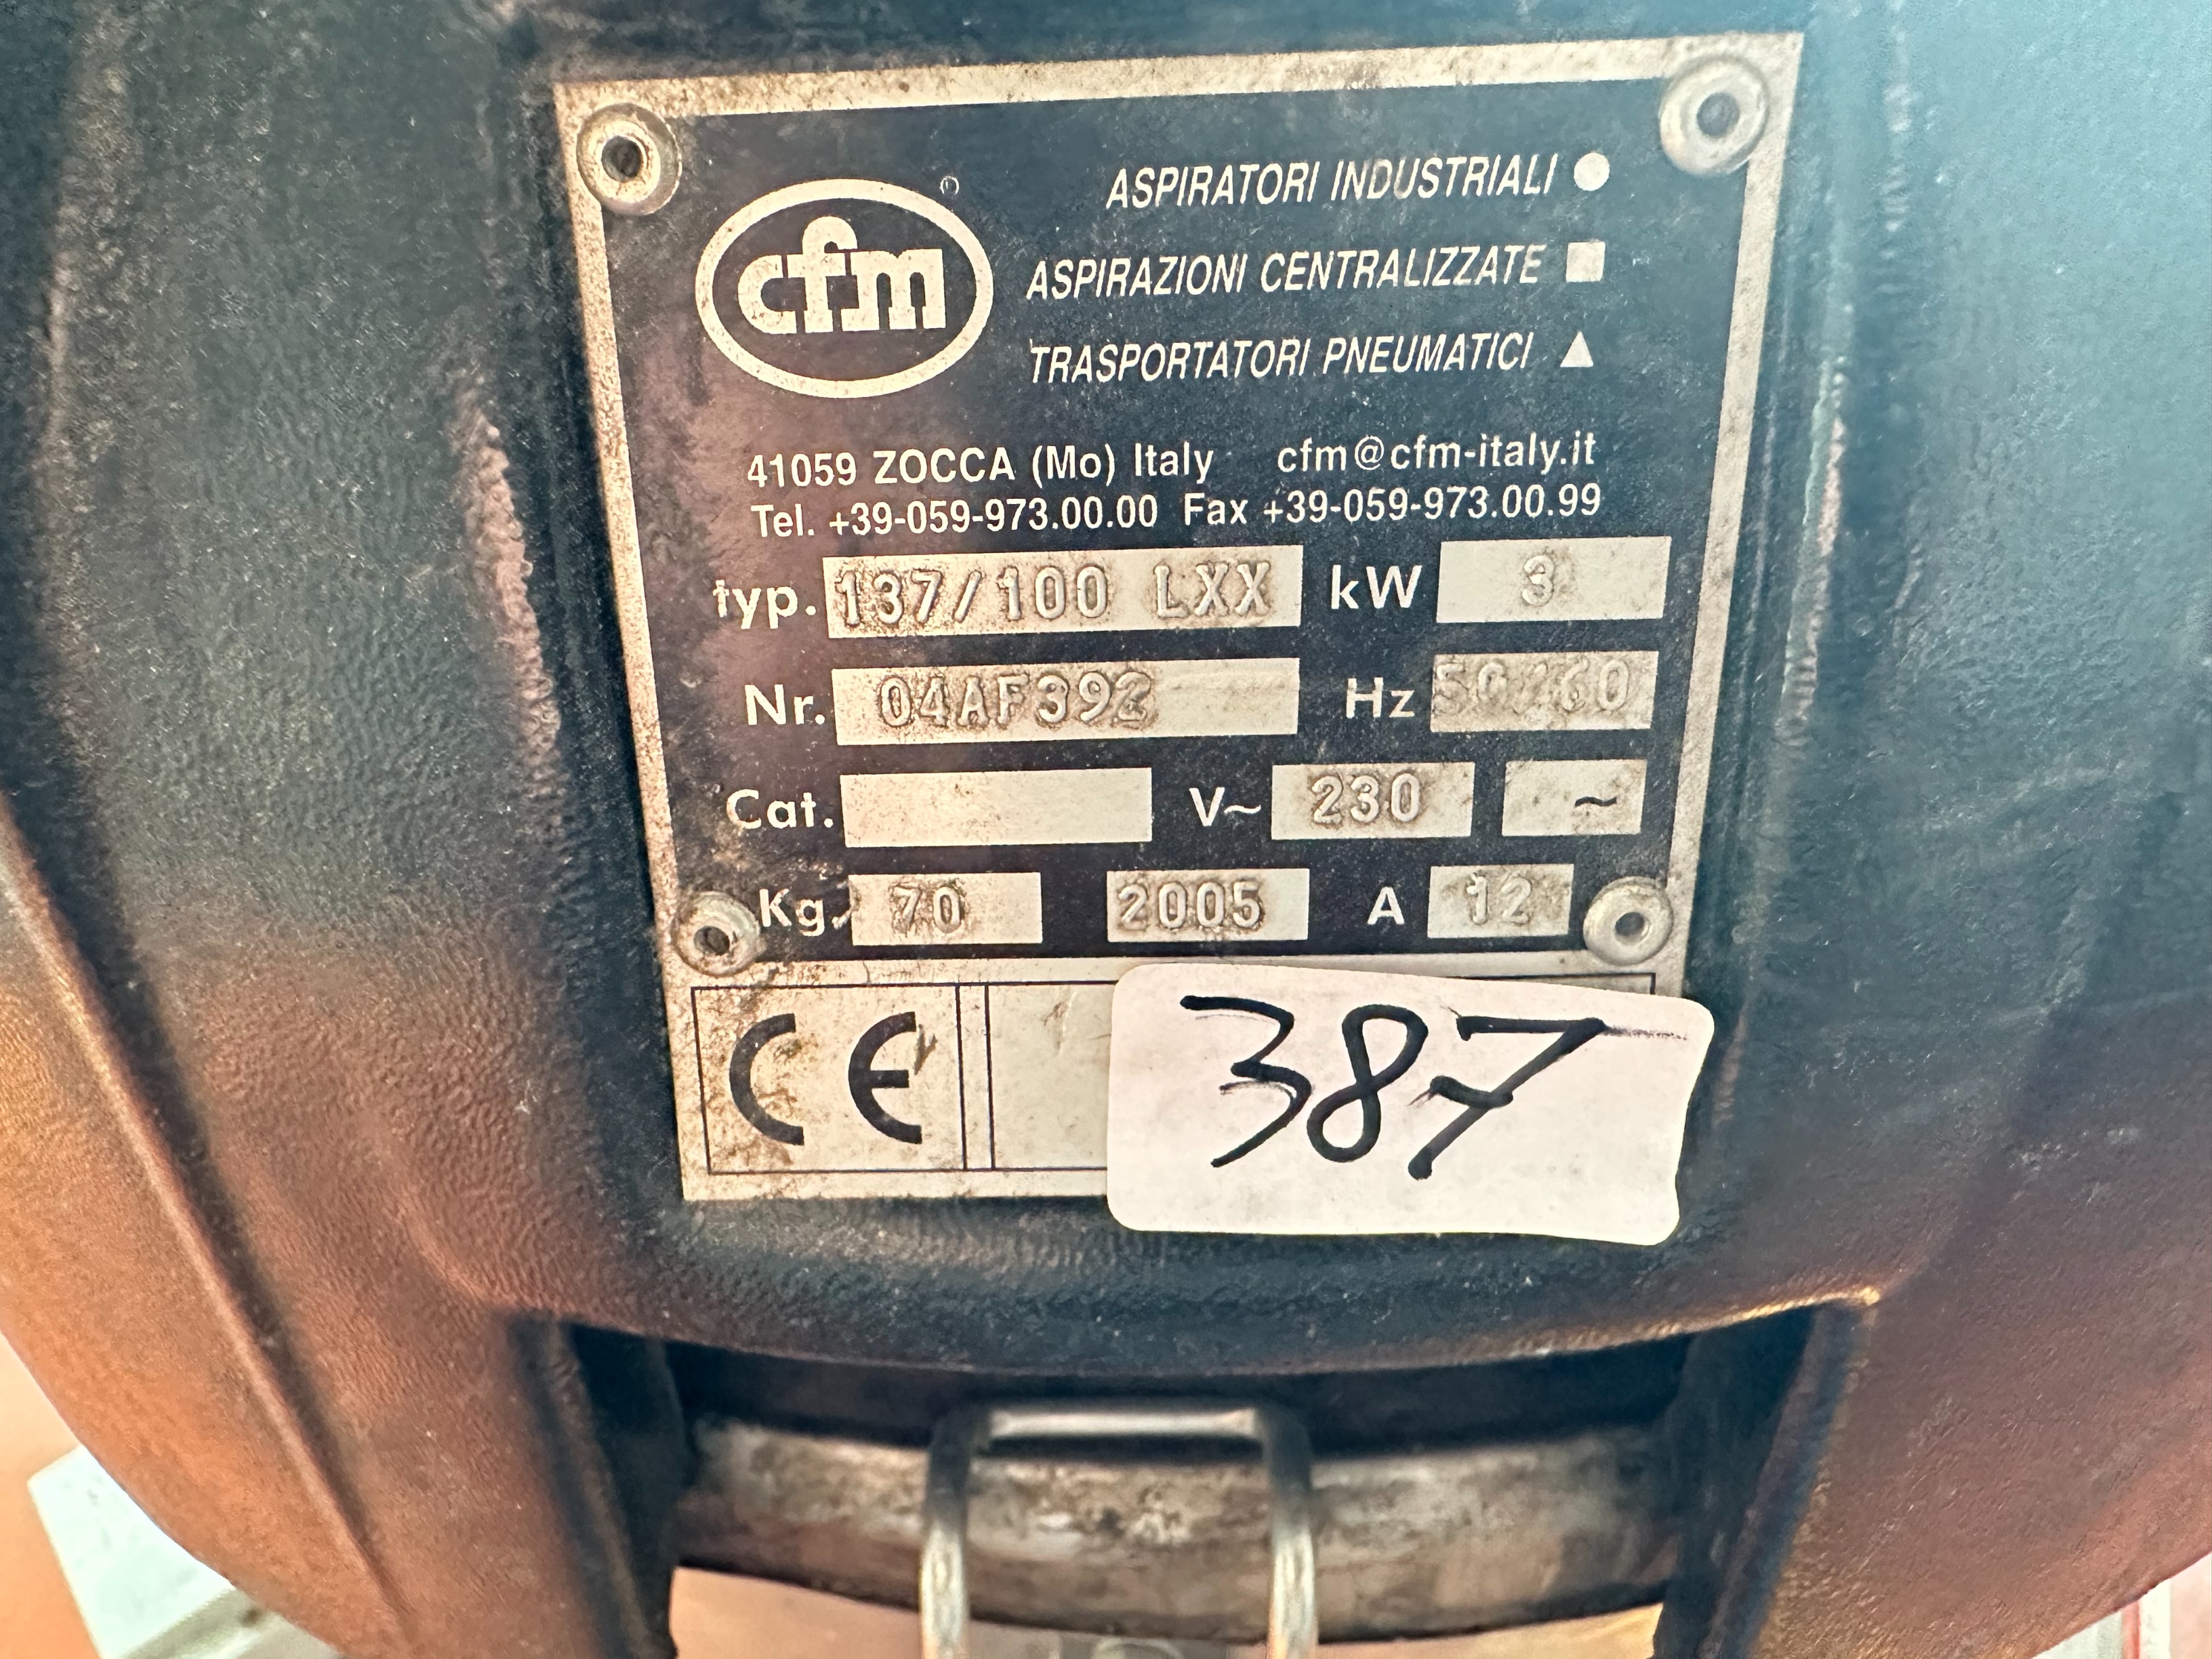 cfm
ASPIRATORI INDUSTRIALI
ASPIRAZIONI CENTRALIZZATE
TRASPORTATORI PNEUMATICI
41059 ZOCCA (Mo) Italy cfm@cfm-italy.it
Tel. +39-059-973.00.00 Fax +39-059-973.00.99
typ. 137/100 LXX kW 3
Nr. 04AF392 Hz 50/60
Cat. V~ 230 ~
Kg. 70 2005 A 12
CE
387